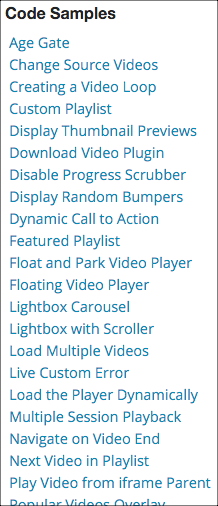 Code Samples
Age Gate
Change Source Videos
Creating a Video Loop
Custom Playlist
Display Thumbnail Previews
Download Video Plugin
Disable Progress Scrubber
Display Random Bumpers
Dynamic Call to Action
Featured Playlist
Float and Park Video Player
Floating Video Player
Lightbox Carousel
Lightbox with Scroller
Load Multiple Videos
Live Custom Error
Load the Player Dynamically
Multiple Session Playback
Navigate on Video End
Next Video in Playlist
Play Video from iframe Parent
Popular Videos Overlay